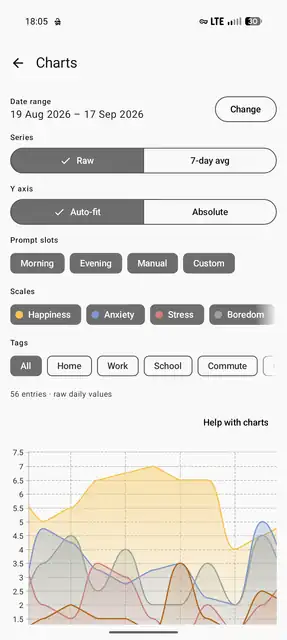 18:05
LTE
30
Charts
Date range
19 Aug 2026 – 17 Sep 2026
Change
Series
Raw
7-day avg
Y axis
Auto-fit
Absolute
Prompt slots
Morning
Evening
Manual
Custom
Scales
Happiness
Anxiety
Stress
Boredom
Tags
All
Home
Work
School
Commute
56 entries · raw daily values
Help with charts
7.5
7
6.5
6
5.5
5
4.5
4
3.5
3
2.5
2
1.5